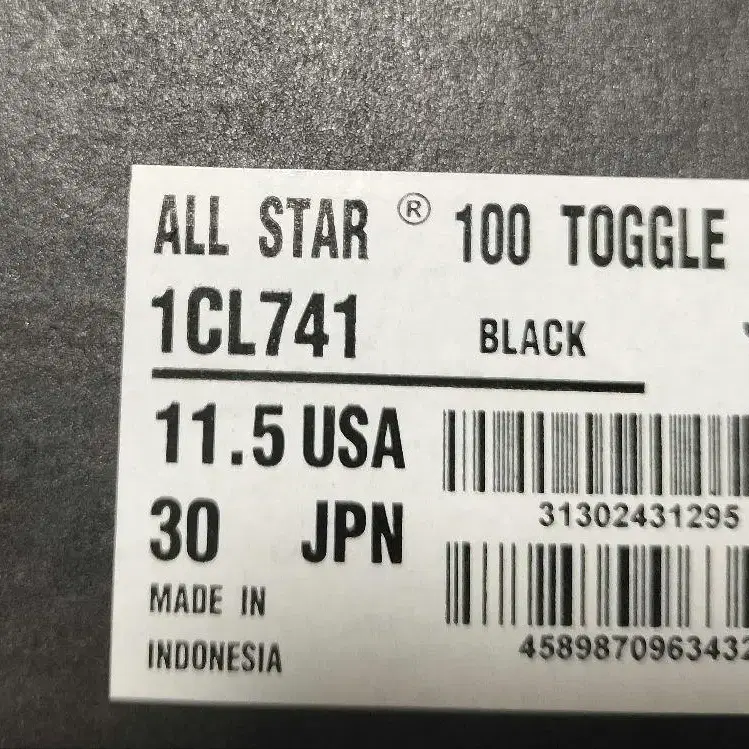 ALL STAR ® 100 TOGGLE
1CL741 BLACK
11.5 USA
31302431295
30 JPN
MADE IN
458987096343
INDONESIA